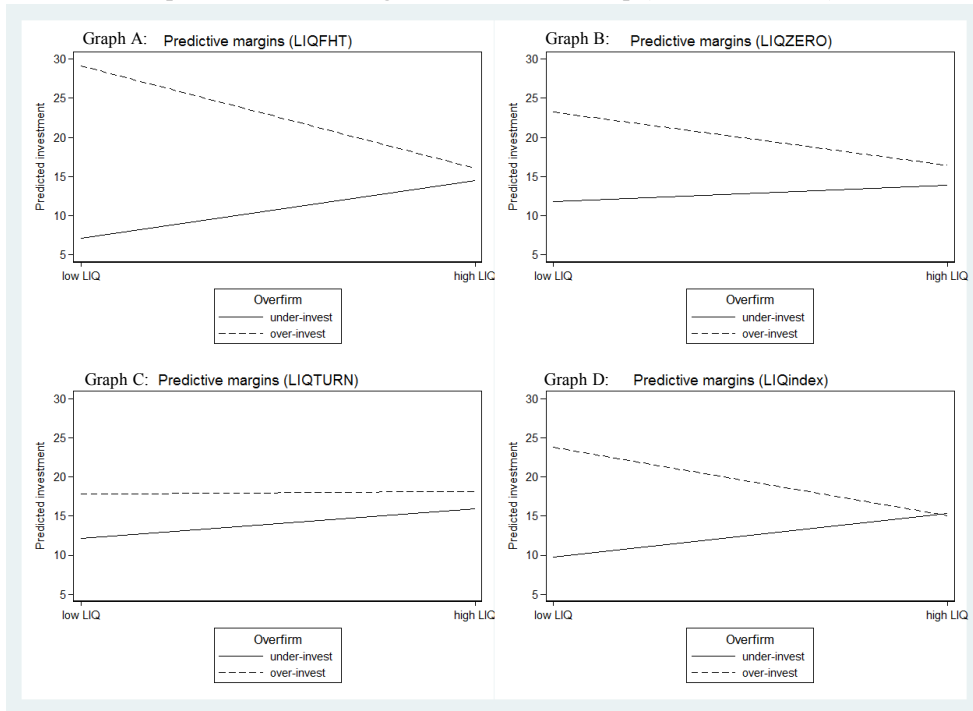 Graph A: Predictive margins (LIQFHT)
30
25
20
15
10
5
Predicted investment
low LIQ high LIQ
Overfirm
under-invest
over-invest
Graph B: Predictive margins (LIQZERO)
30
25
20
15
10
5
Predicted investment
low LIQ high LIQ
Overfirm
under-invest
over-invest
Graph C: Predictive margins (LIQTURN)
30
25
20
15
10
5
Predicted investment
low LIQ high LIQ
Overfirm
under-invest
over-invest
Graph D: Predictive margins (LIQindex)
30
25
20
15
10
5
Predicted investment
low LIQ high LIQ
Overfirm
under-invest
over-invest